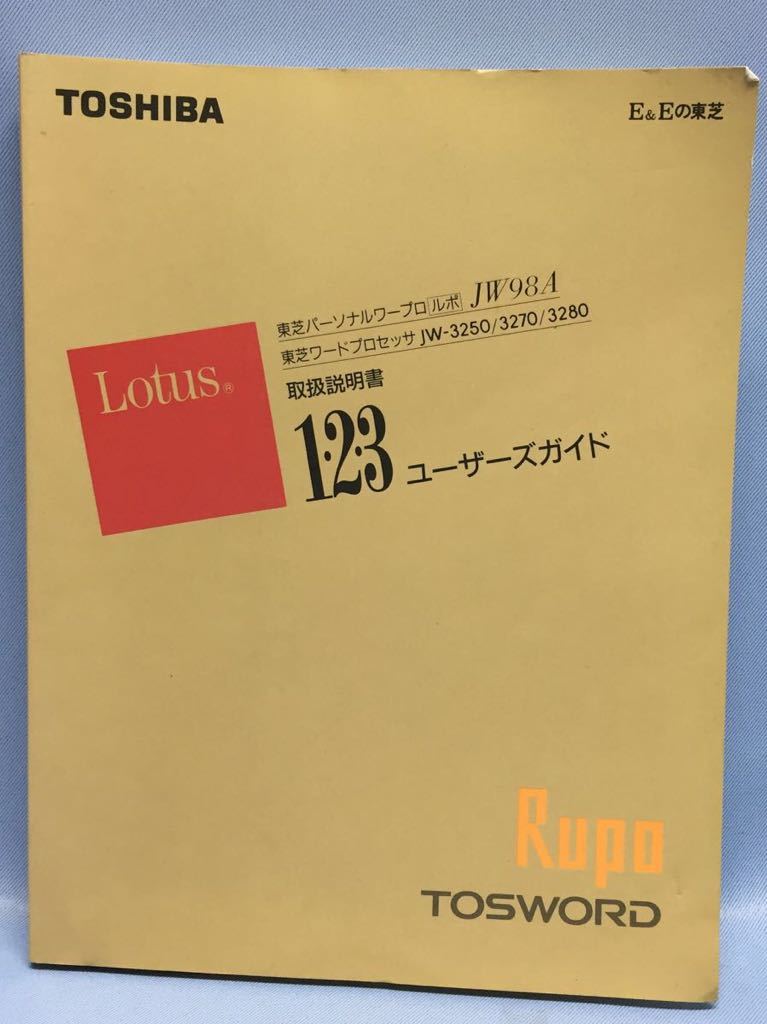 TOSHIBA
E&Eの東芝
東芝パーソナルワープロ ルポ JW98A
東芝ワードプロセッサ JW-3250/3270/3280
Lotus®
取扱説明書
1・2・3 ユーザーズガイド
Rupo
TOSWORD